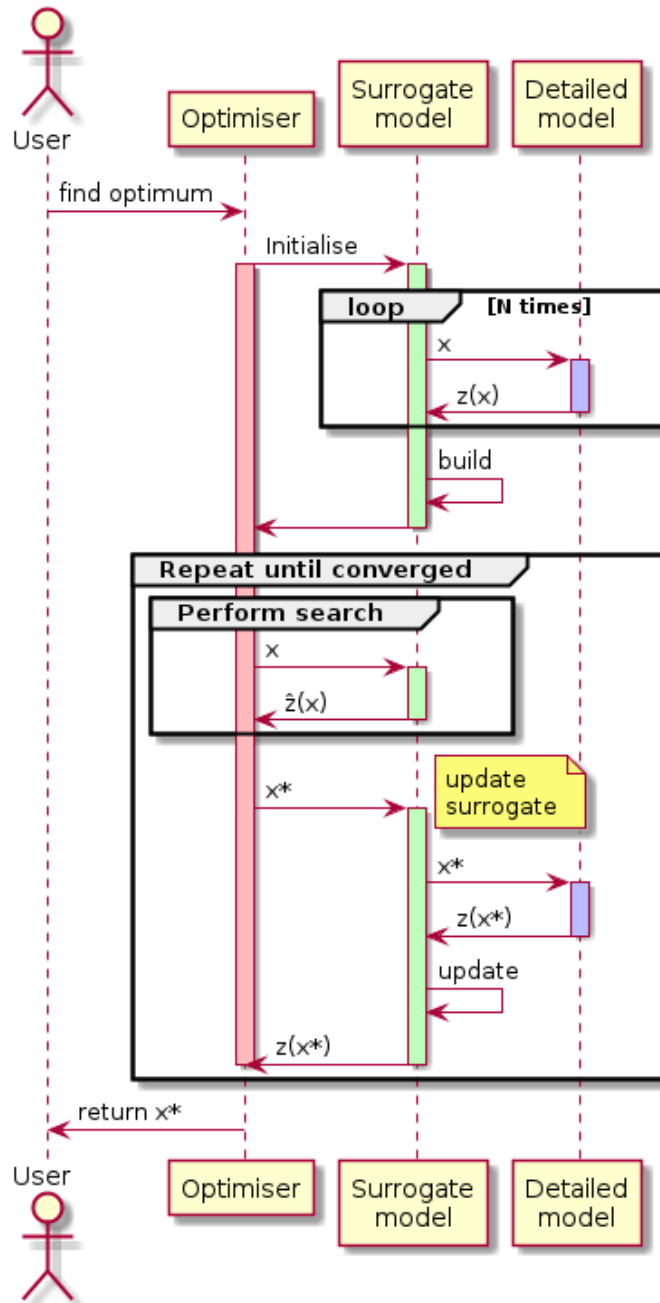 User
Optimiser
Surrogate
model
Detailed
model
find optimum
Initialise
loop
[N times]
x
z(x)
build
Repeat until converged
Perform search
x
ẑ(x)
x*
update
surrogate
x*
z(x*)
update
z(x*)
return x*
User
Optimiser
Surrogate
model
Detailed
model